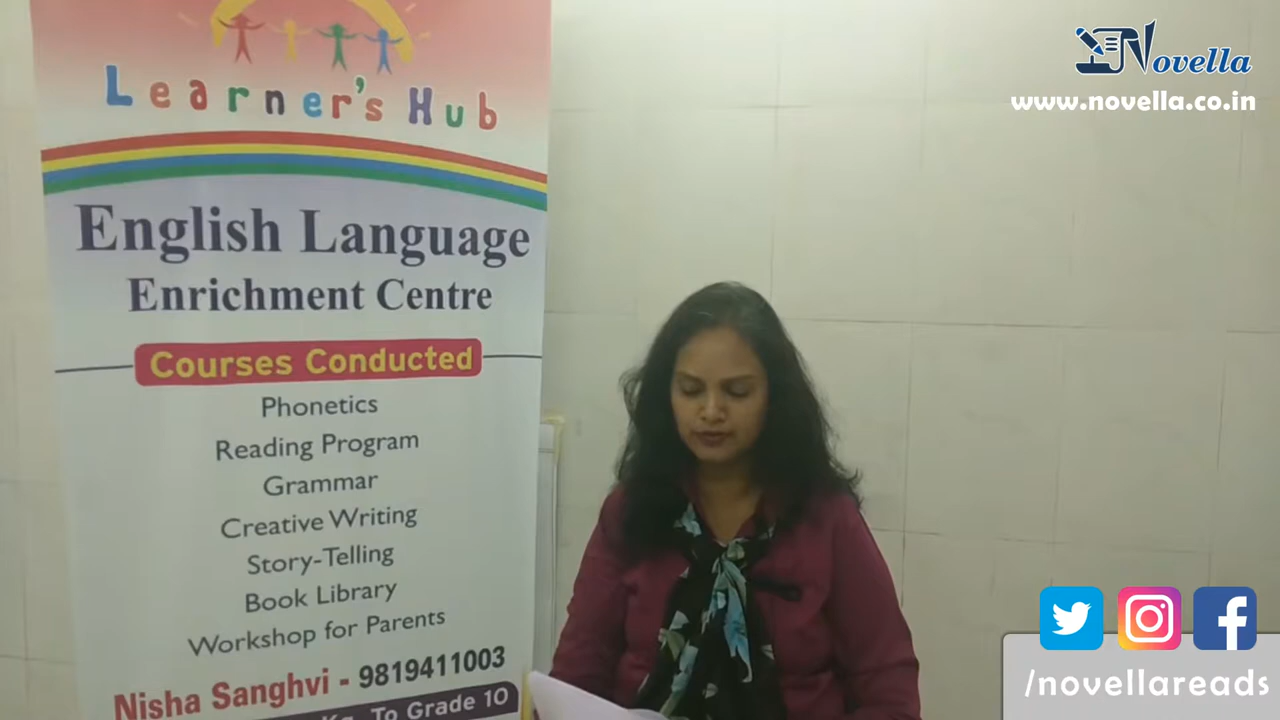 Learner's Hub
English Language
Enrichment Centre
Courses Conducted
Phonetics
Reading Program
Grammar
Creative Writing
Story-Telling
Book Library
Workshop for Parents
Nisha Sanghvi - 9819411003
To Grade 10
Novella
www.novella.co.in
/novellareads